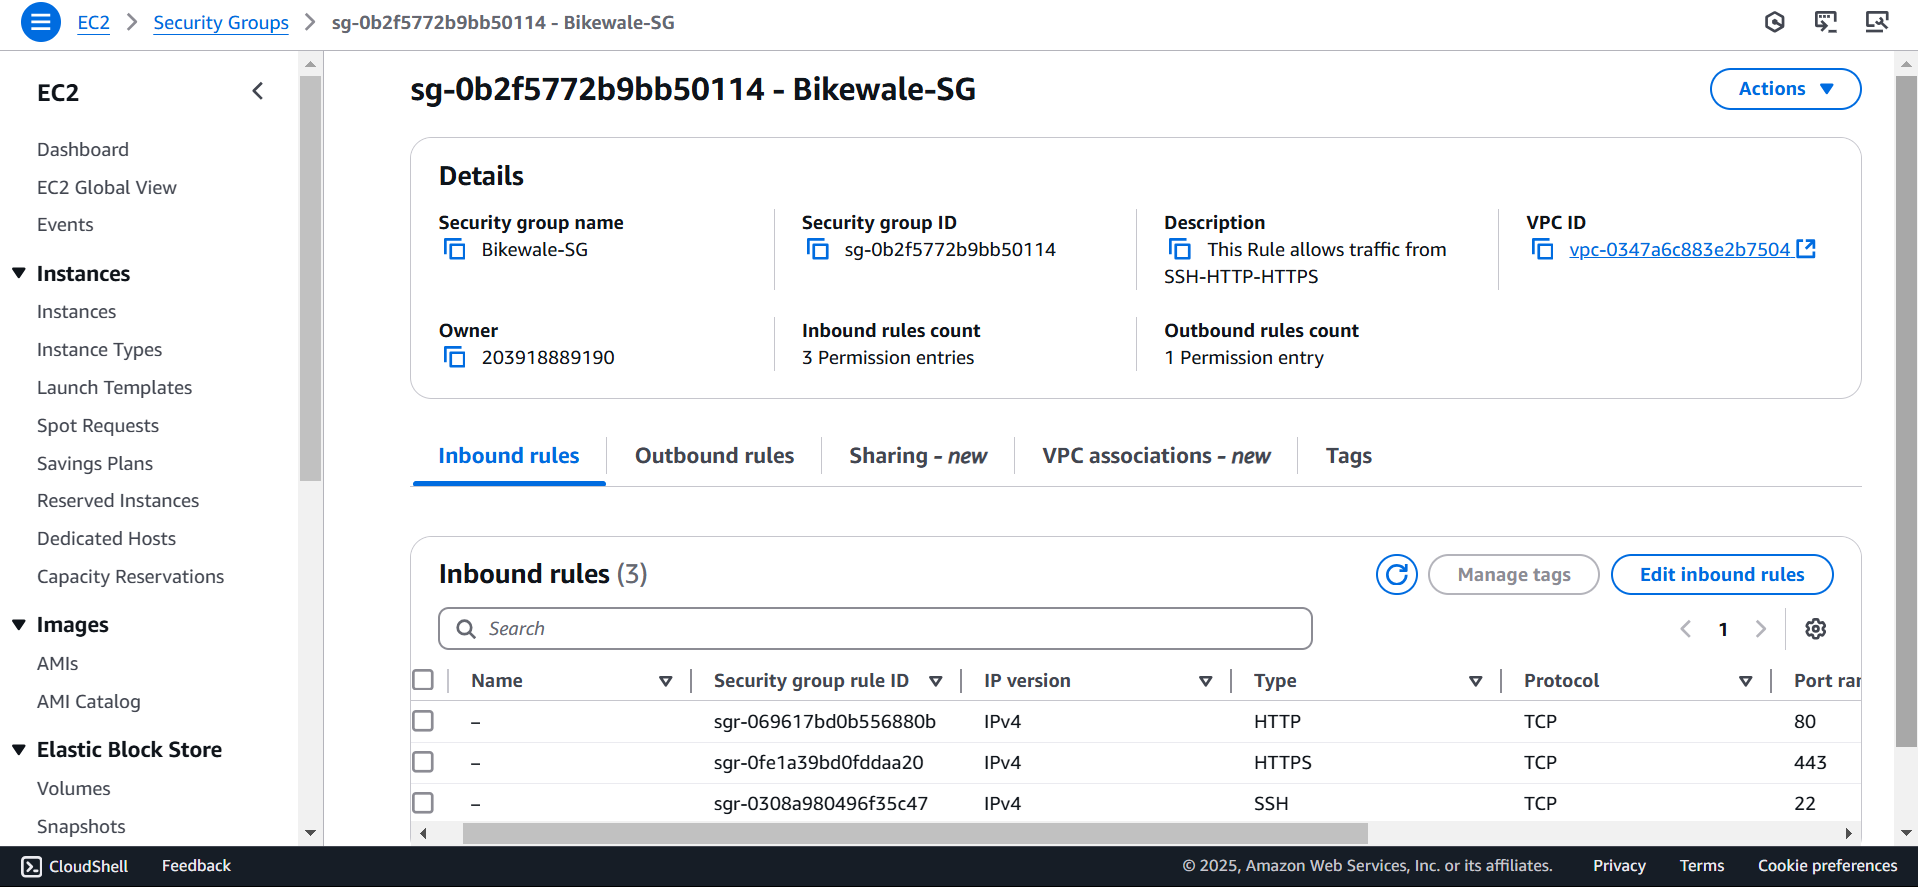 EC2 > Security Groups > sg-0b2f5772b9bb50114 - Bikewale-SG
EC2
Dashboard
EC2 Global View
Events
Instances
Instances
Instance Types
Launch Templates
Spot Requests
Savings Plans
Reserved Instances
Dedicated Hosts
Capacity Reservations
Images
AMIs
AMI Catalog
Elastic Block Store
Volumes
Snapshots
sg-0b2f5772b9bb50114 - Bikewale-SG
Actions
Details
Security group name
Bikewale-SG
Security group ID
sg-0b2f5772b9bb50114
Description
This Rule allows traffic from
SSH-HTTP-HTTPS
VPC ID
vpc-0347a6c883e2b7504
Owner
203918889190
Inbound rules count
3 Permission entries
Outbound rules count
1 Permission entry
Inbound rules Outbound rules Sharing - new VPC associations - new Tags
Inbound rules (3)
Manage tags Edit inbound rules
Search
1
Name Security group rule ID IP version Type Protocol Port ran
– sgr-069617bd0b556880b IPv4 HTTP TCP 80
– sgr-0fe1a39bd0fddaa20 IPv4 HTTPS TCP 443
– sgr-0308a980496f35c47 IPv4 SSH TCP 22
CloudShell Feedback © 2025, Amazon Web Services, Inc. or its affiliates. Privacy Terms Cookie preferences